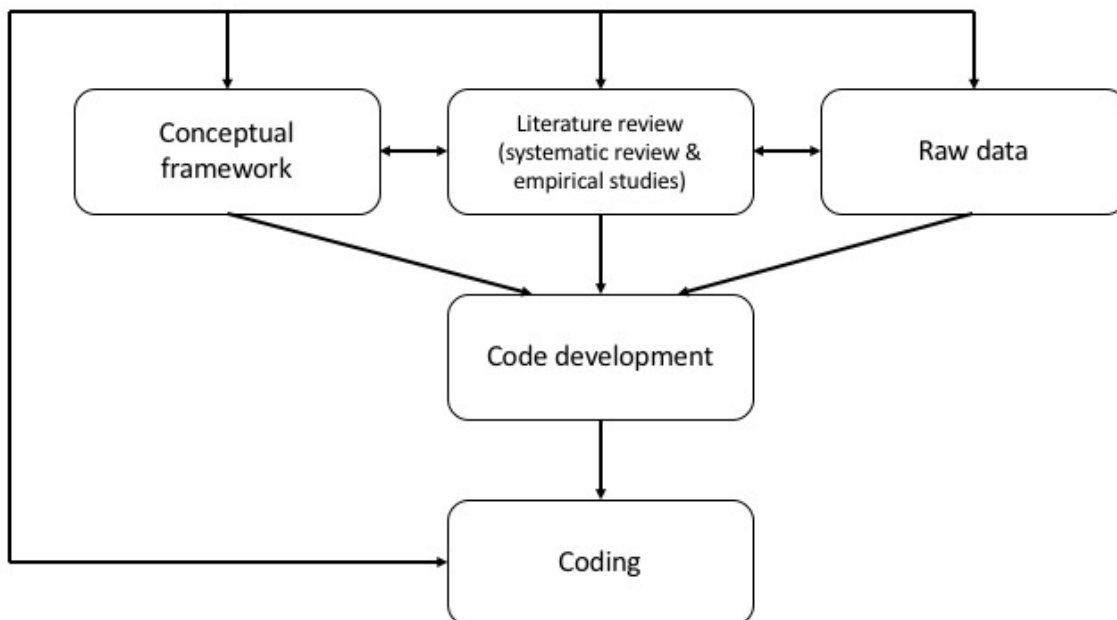 Conceptual
framework
Literature review
(systematic review &
empirical studies)
Raw data
Code development
Coding